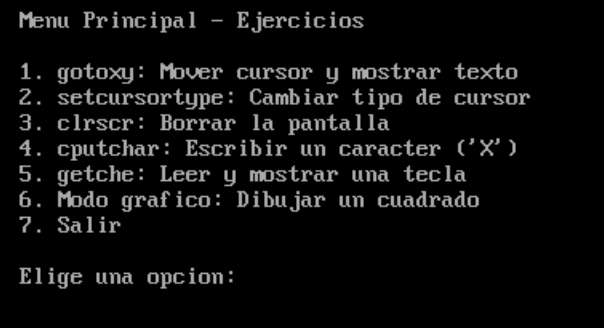 Menu Principal - Ejercicios
1. gotoxy: Mover cursor y mostrar texto
2. setcursortype: Cambiar tipo de cursor
3. clrscr: Borrar la pantalla
4. cputchar: Escribir un caracter ('X')
5. getche: Leer y mostrar una tecla
6. Modo grafico: Dibujar un cuadrado
7. Salir
Elige una opcion: